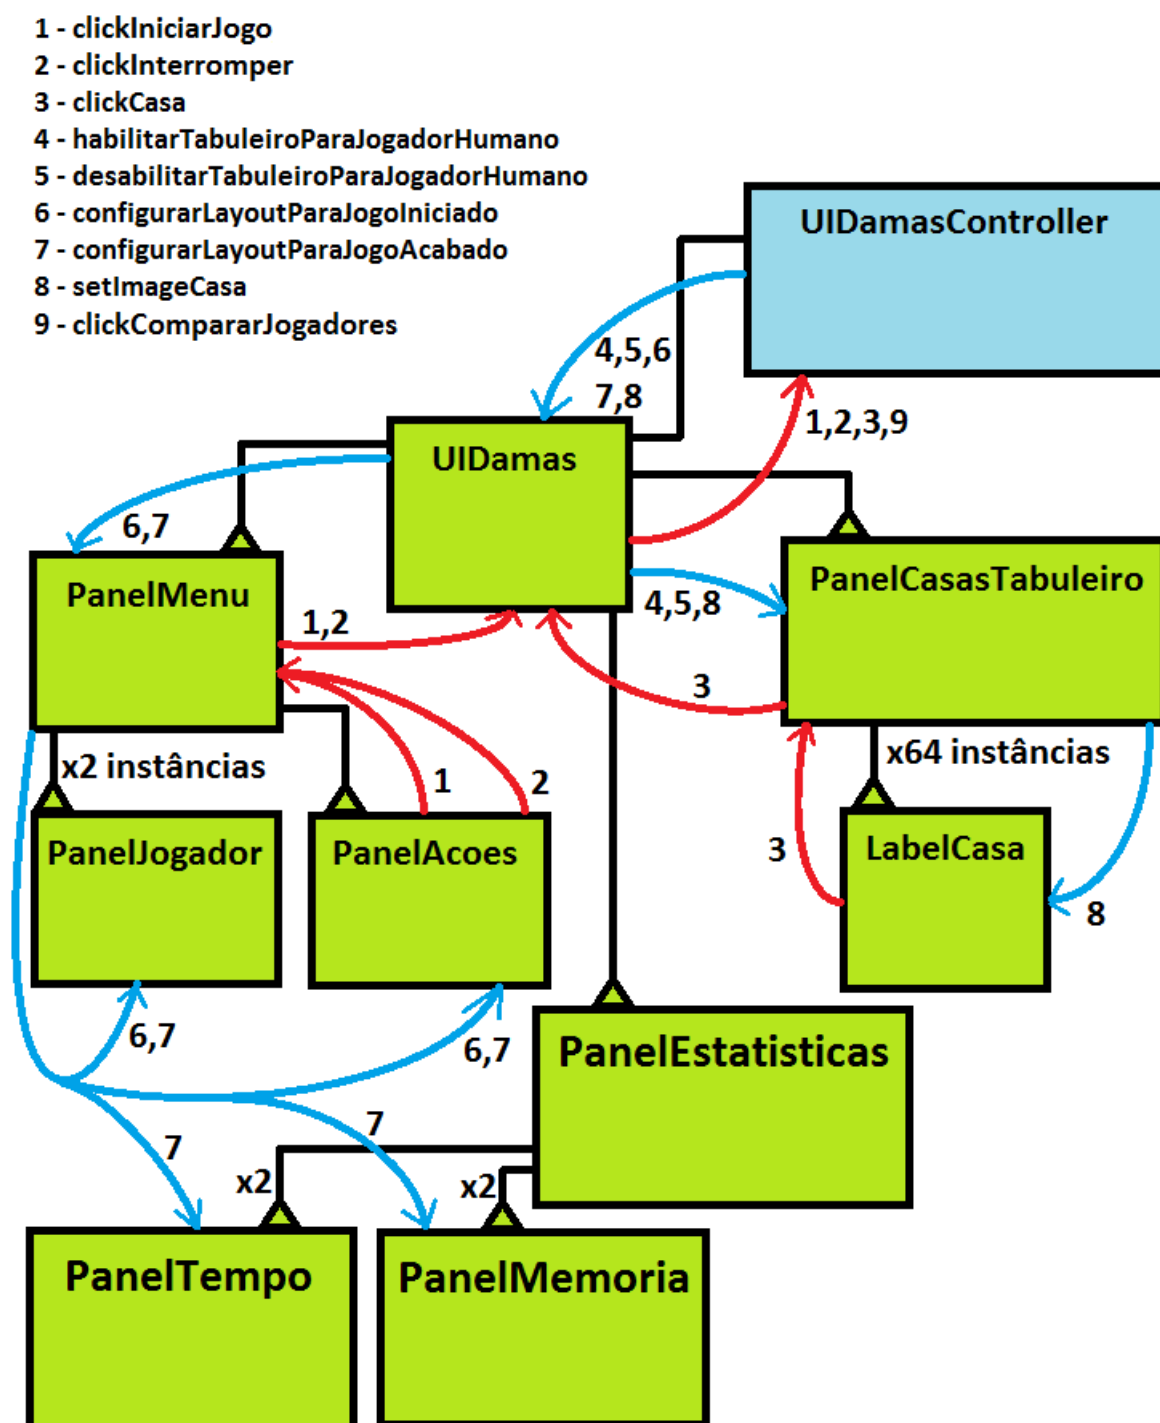 1 - clickIniciarJogo
2 - clickInterromper
3 - clickCasa
4 - habilitarTabuleiroParaJogadorHumano
5 - desabilitarTabuleiroParaJogadorHumano
6 - configurarLayoutParaJogoIniciado
7 - configurarLayoutParaJogoAcabado
8 - setImageCasa
9 - clickCompararJogadores
UIDamasController
4,5,6
7,8
1,2,3,9
UIDamas
6,7
PanelMenu
1,2
4,5,8
PanelCasasTabuleiro
3
x2 instâncias
1
2
x64 instâncias
PanelJogador
PanelAcoes
3
LabelCasa
8
6,7
6,7
PanelEstatisticas
7
7
x2
x2
PanelTempo
PanelMemoria